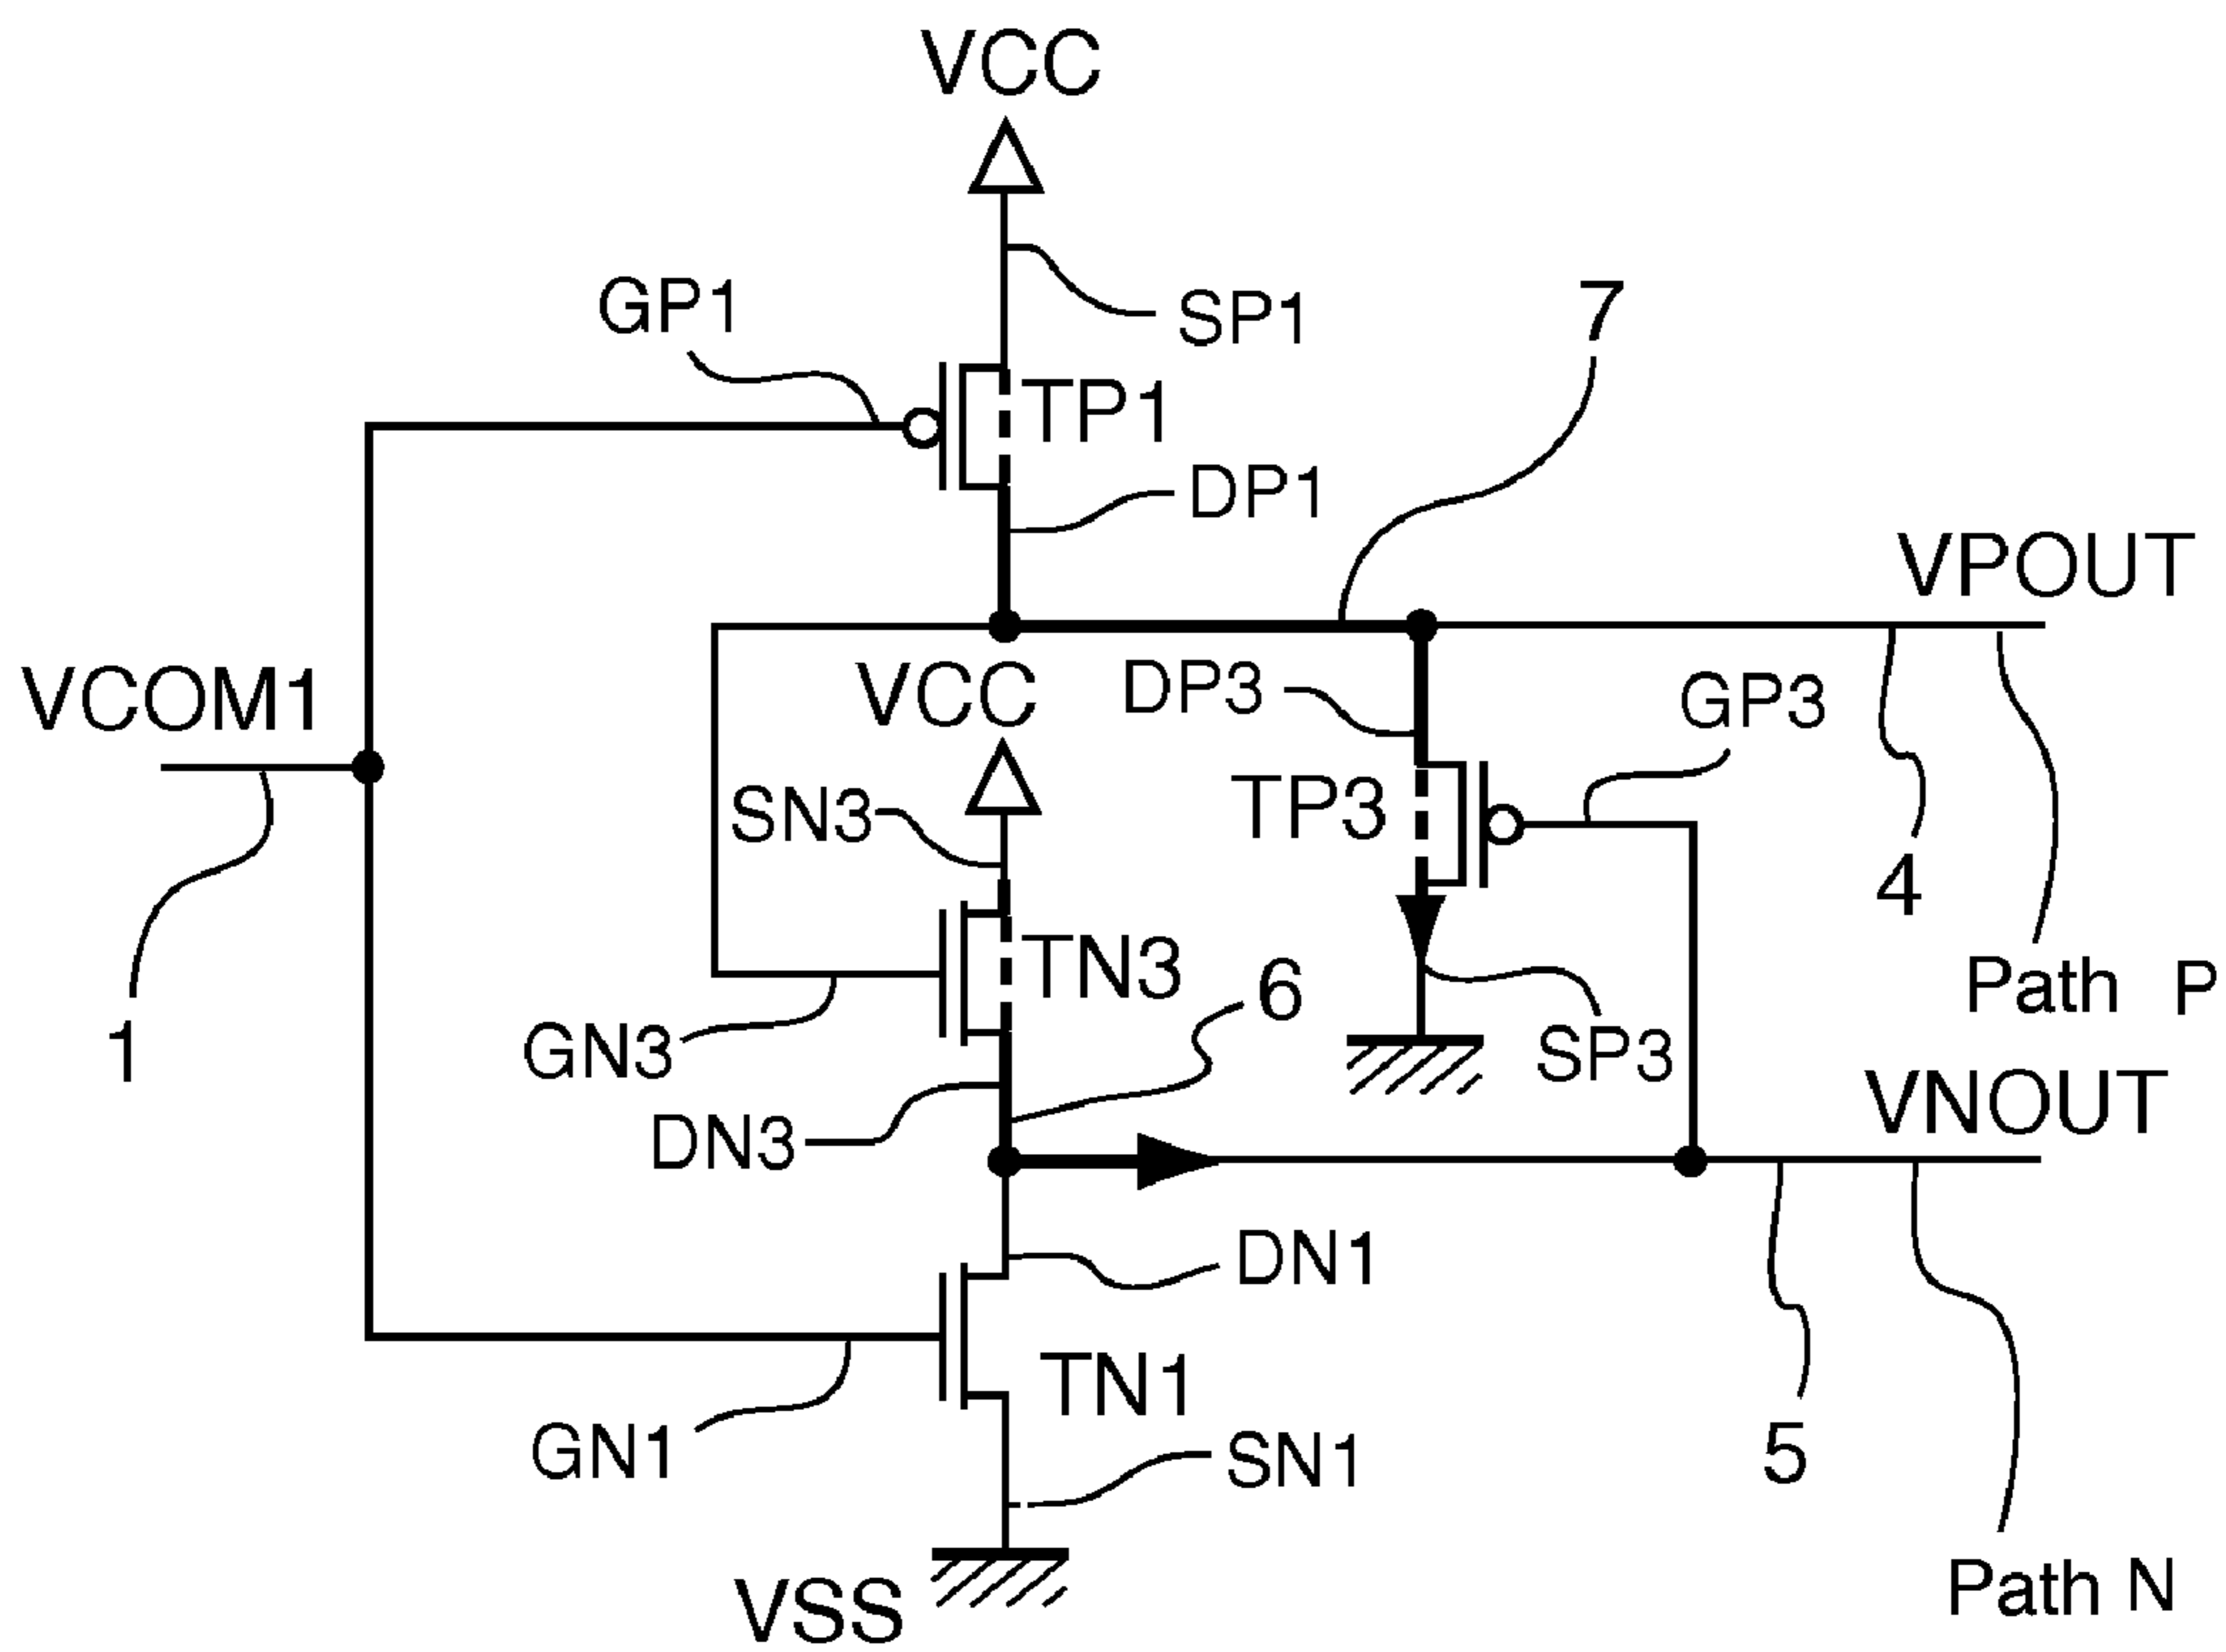 VCC
GP1
SP1
7
TP1
DP1
VPOUT
VCOM1
VCC
DP3
GP3
SN3
TP3
4
TN3
6
Path P
1
GN3
SP3
DN3
VNOUT
DN1
TN1
GN1
SN1
5
Path N
VSS